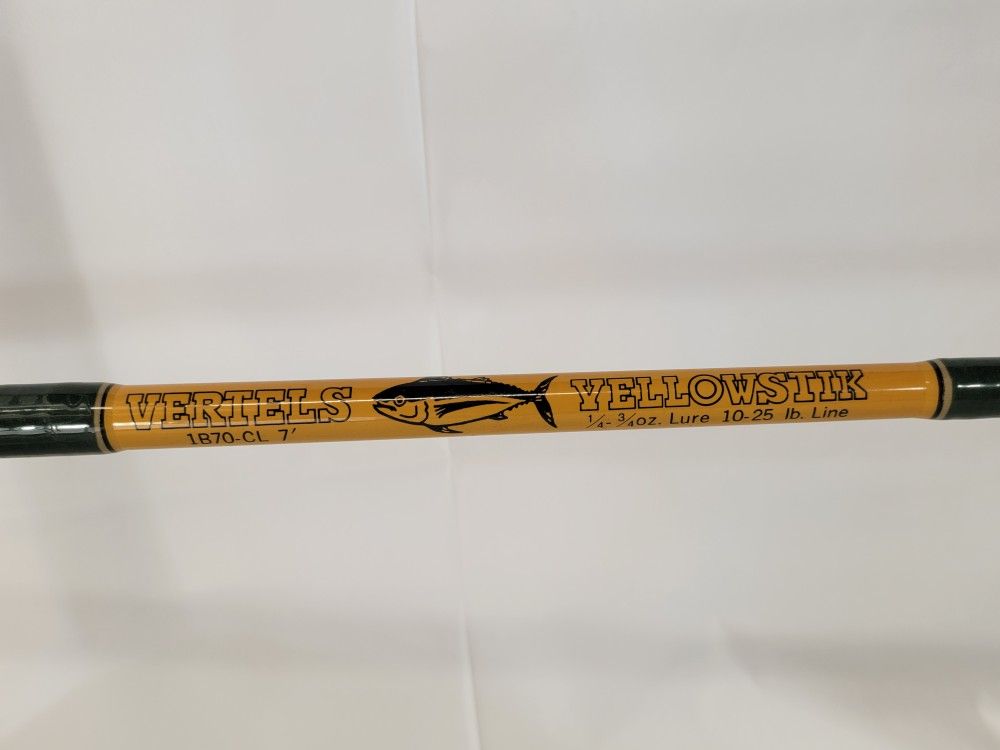 VERTELS
1B70-CL 7'
YELLOWSTIK
1/4-3/4oz. Lure 10-25 lb. Line